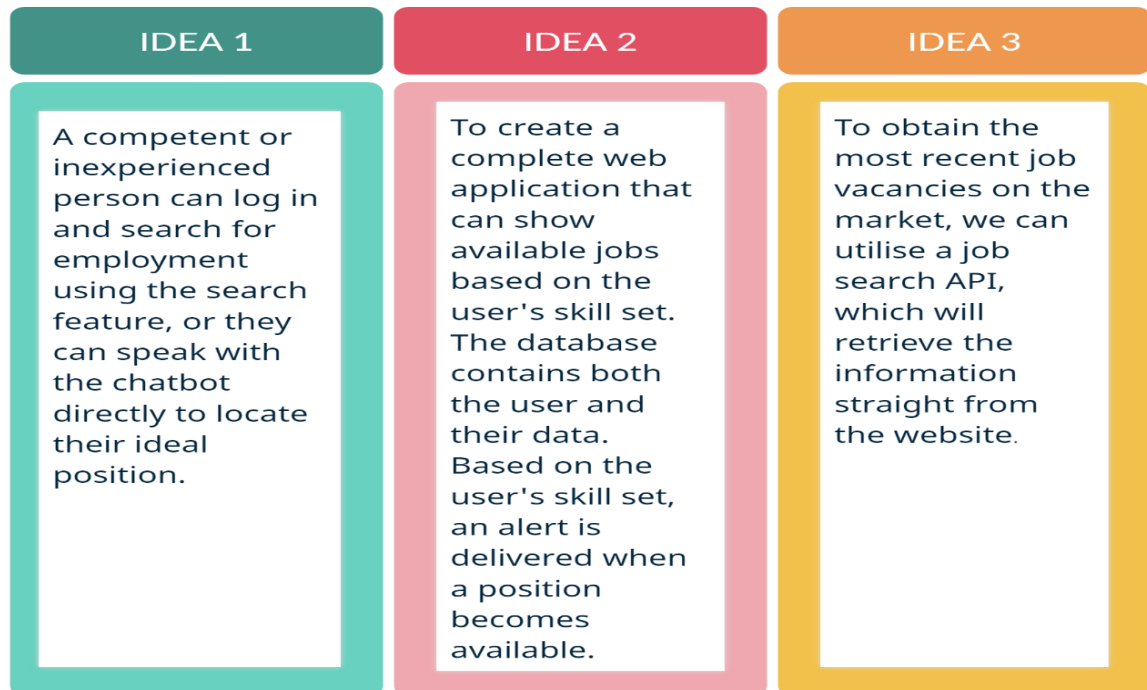 IDEA 1
A competent or
inexperienced
person can log in
and search for
employment
using the search
feature, or they
can speak with
the chatbot
directly to locate
their ideal
position.
IDEA 2
To create a
complete web
application that
can show
available jobs
based on the
user's skill set.
The database
contains both
the user and
their data.
Based on the
user's skill set,
an alert is
delivered when
a position
becomes
available.
IDEA 3
To obtain the
most recent job
vacancies on the
market, we can
utilise a job
search API,
which will
retrieve the
information
straight from
the website.